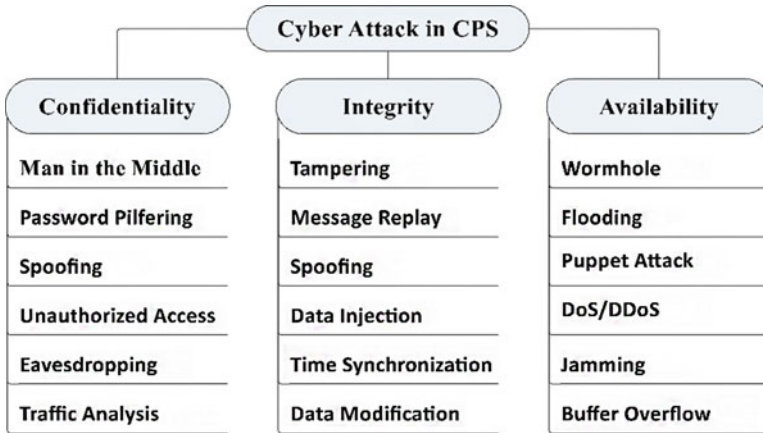 Cyber Attack in CPS
Confidentiality
Man in the Middle
Password Pilfering
Spoofing
Unauthorized Access
Eavesdropping
Traffic Analysis
Integrity
Tampering
Message Replay
Spoofing
Data Injection
Time Synchronization
Data Modification
Availability
Wormhole
Flooding
Puppet Attack
DoS/DDoS
Jamming
Buffer Overflow